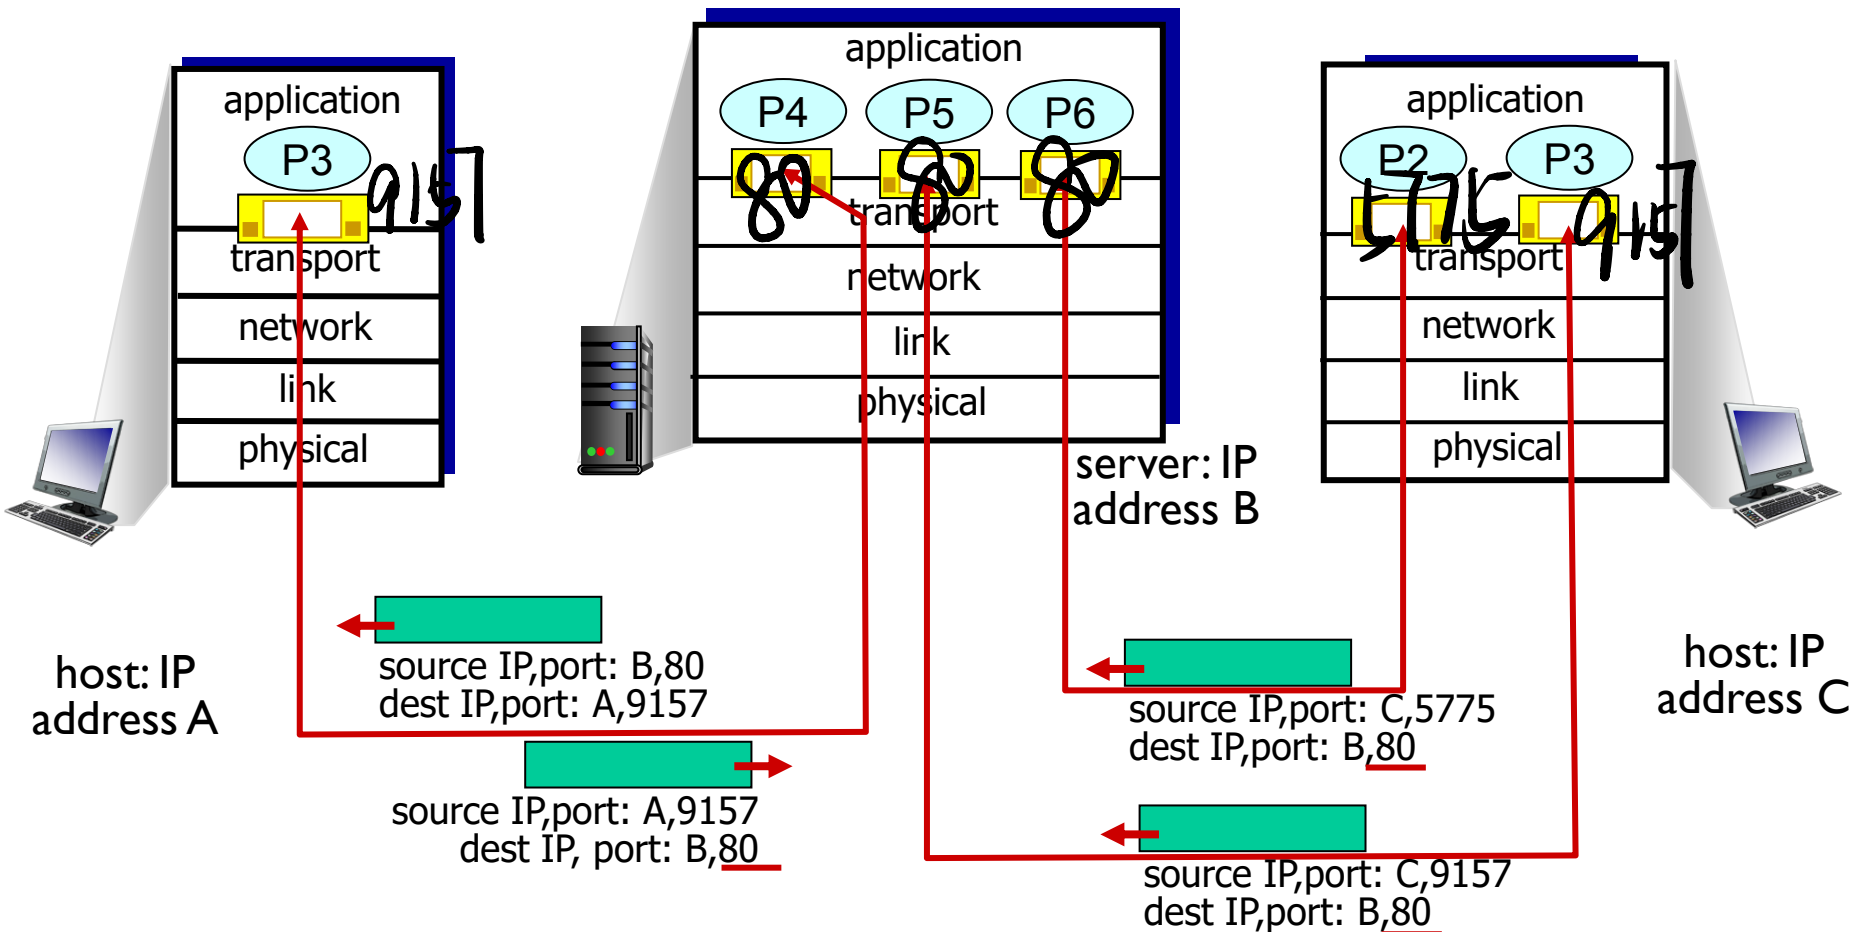 application
P3
9157
transport
network
link
physical
host: IP
address A
application
P4 P5 P6
80 80 80
transport
network
link
physical
server: IP
address B
application
P2 P3
5775 9157
transport
network
link
physical
host: IP
address C
source IP,port: B,80
dest IP,port: A,9157
source IP,port: A,9157
dest IP, port: B,80
source IP,port: C,5775
dest IP,port: B,80
source IP,port: C,9157
dest IP,port: B,80